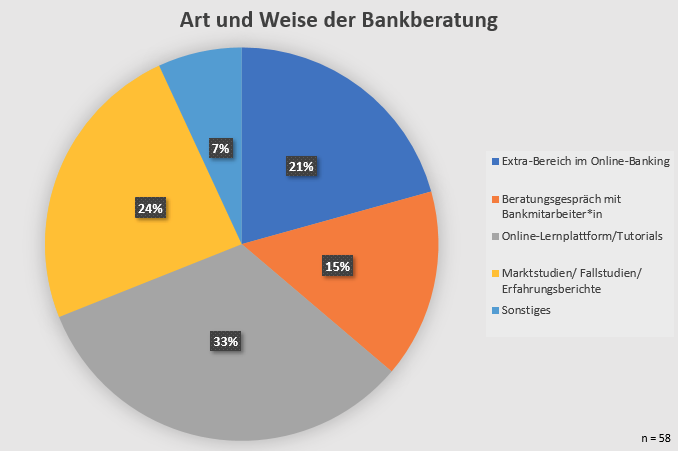 Art und Weise der Bankberatung
7%
21%
24%
15%
33%
Extra-Bereich im Online-Banking
Beratungsgespräch mit
Bankmitarbeiter*in
Online-Lernplattform/Tutorials
Marktstudien/ Fallstudien/
Erfahrungsberichte
Sonstiges
n = 58